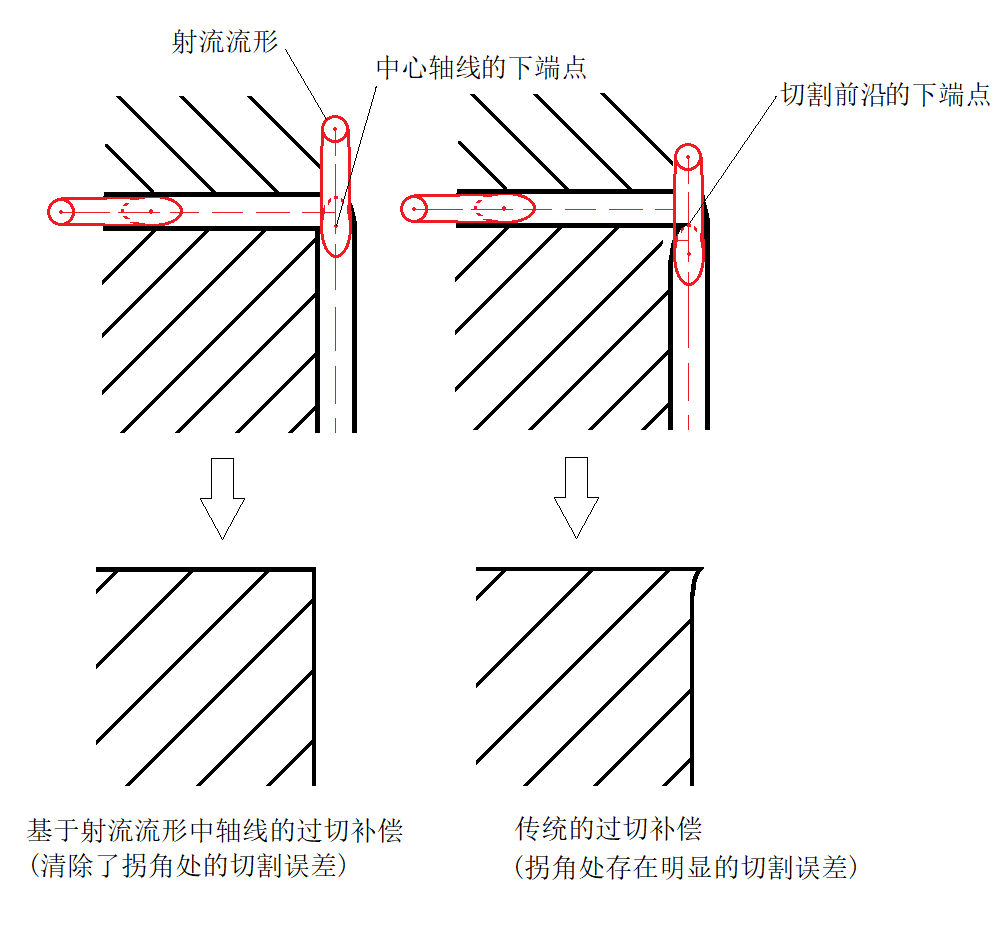 射流流形
中心轴线的下端点
切割前沿的下端点
基于射流流形中轴线的过切补偿
(清除了拐角处的切割误差)
传统的过切补偿
(拐角处存在明显的切割误差)